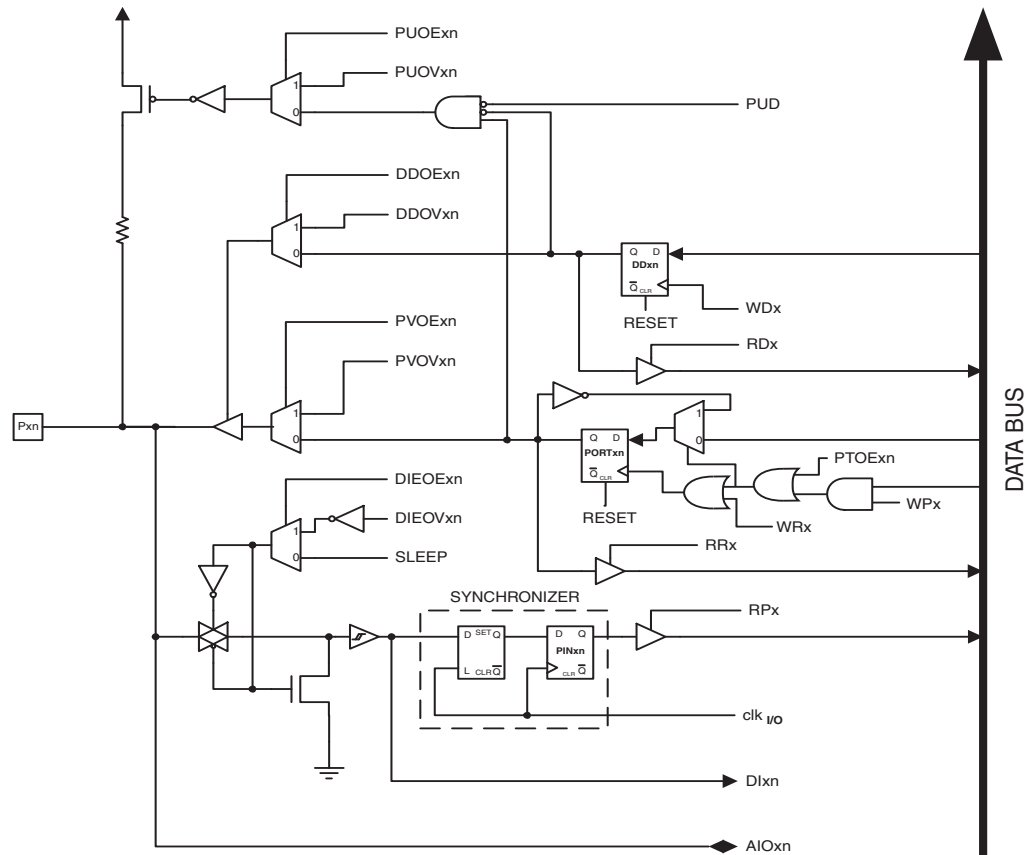 PUOExn
PUOVxn
1
0
PUD
DDOExn
DDOVxn
1
0
Q D
DDxn
Q CLR
WDx
RESET
PVOExn
RDx
PVOVxn
1
0
Pxn
1
0
Q D
PORTxn
Q CLR
PTOExn
DATA BUS
DIEOExn
WPx
RESET
WRx
DIEOVxn
1
0
SLEEP
RRx
SYNCHRONIZER
RPx
D SET Q
L CLR Q
D Q
PINxn
CLR Q
clk I/O
DIxn
AIOxn